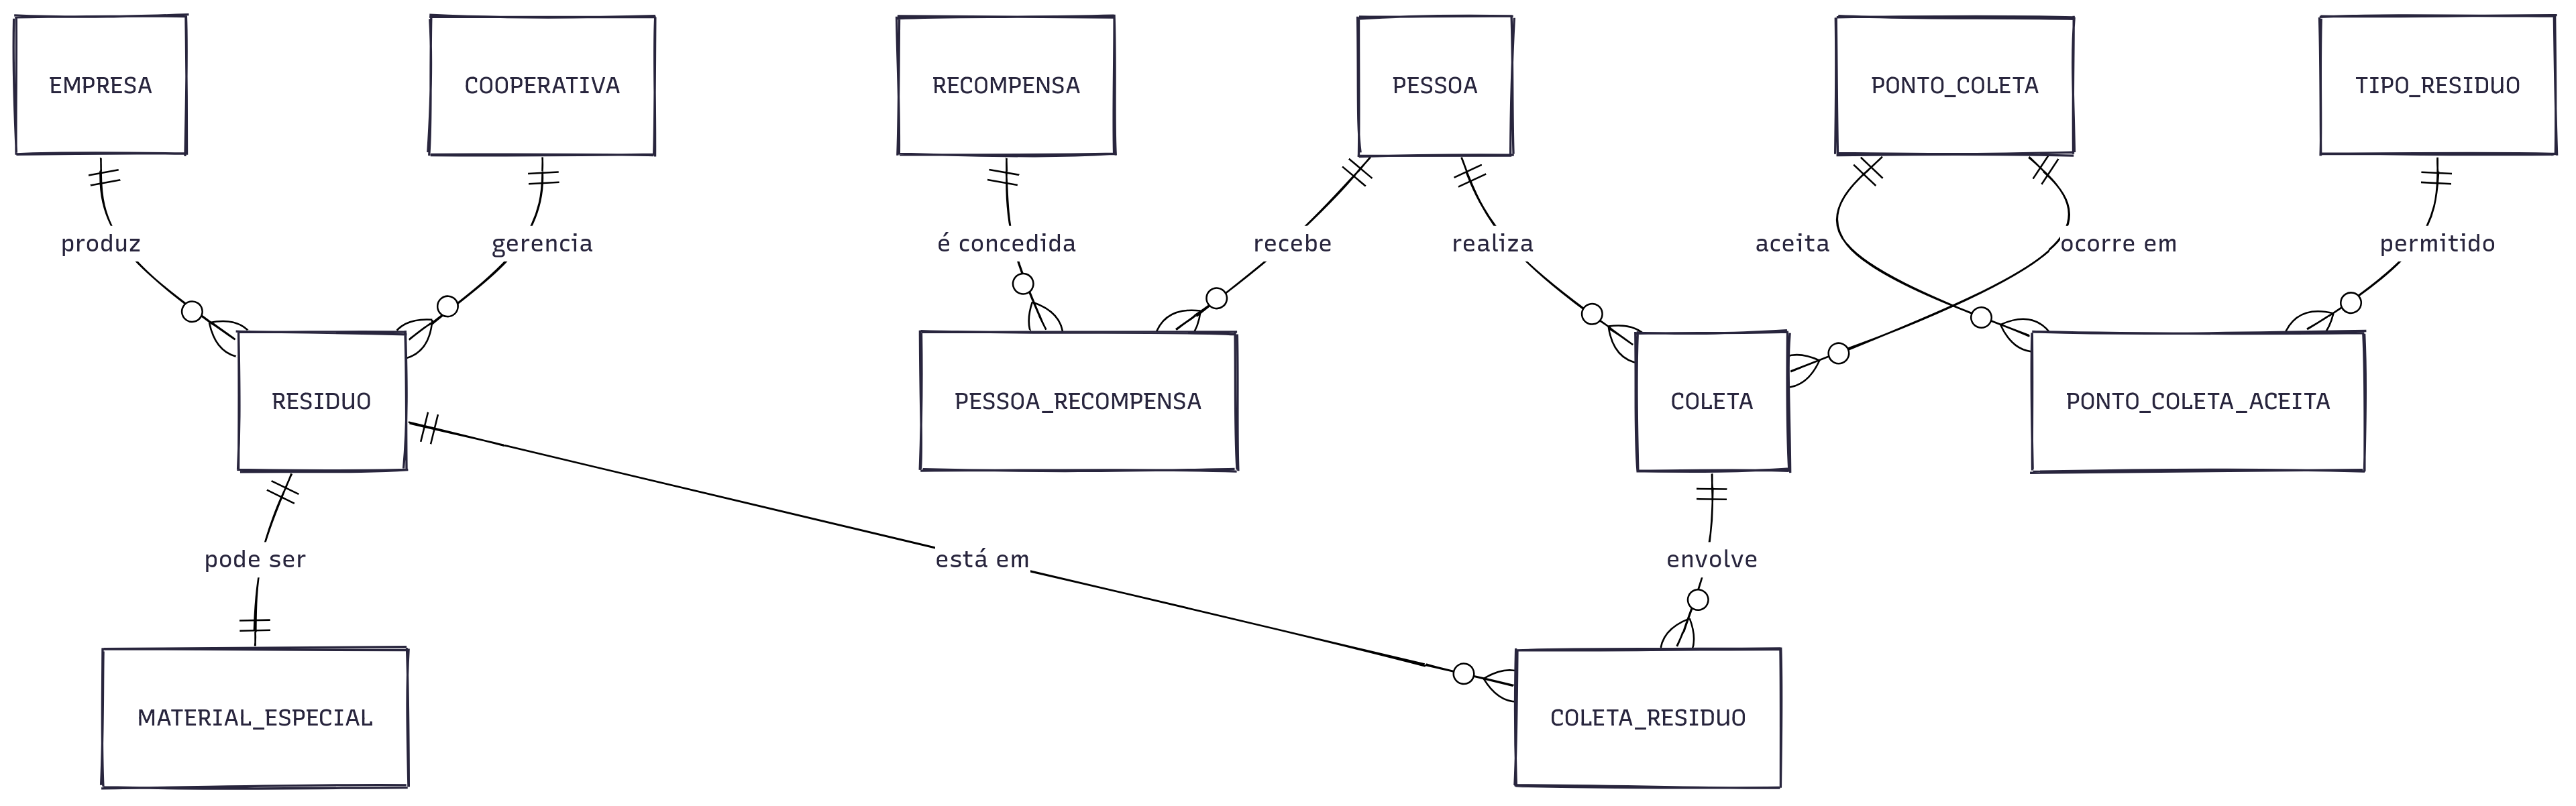 EMPRESA
COOPERATIVA
RECOMPENSA
PESSOA
PONTO_COLETA
TIPO_RESIDUO
produz
gerencia
é concedida
recebe
realiza
aceita
ocorre em
permitido
RESIDUO
PESSOA_RECOMPENSA
COLETA
PONTO_COLETA_ACEITA
pode ser
está em
envolve
MATERIAL_ESPECIAL
COLETA_RESIDUO